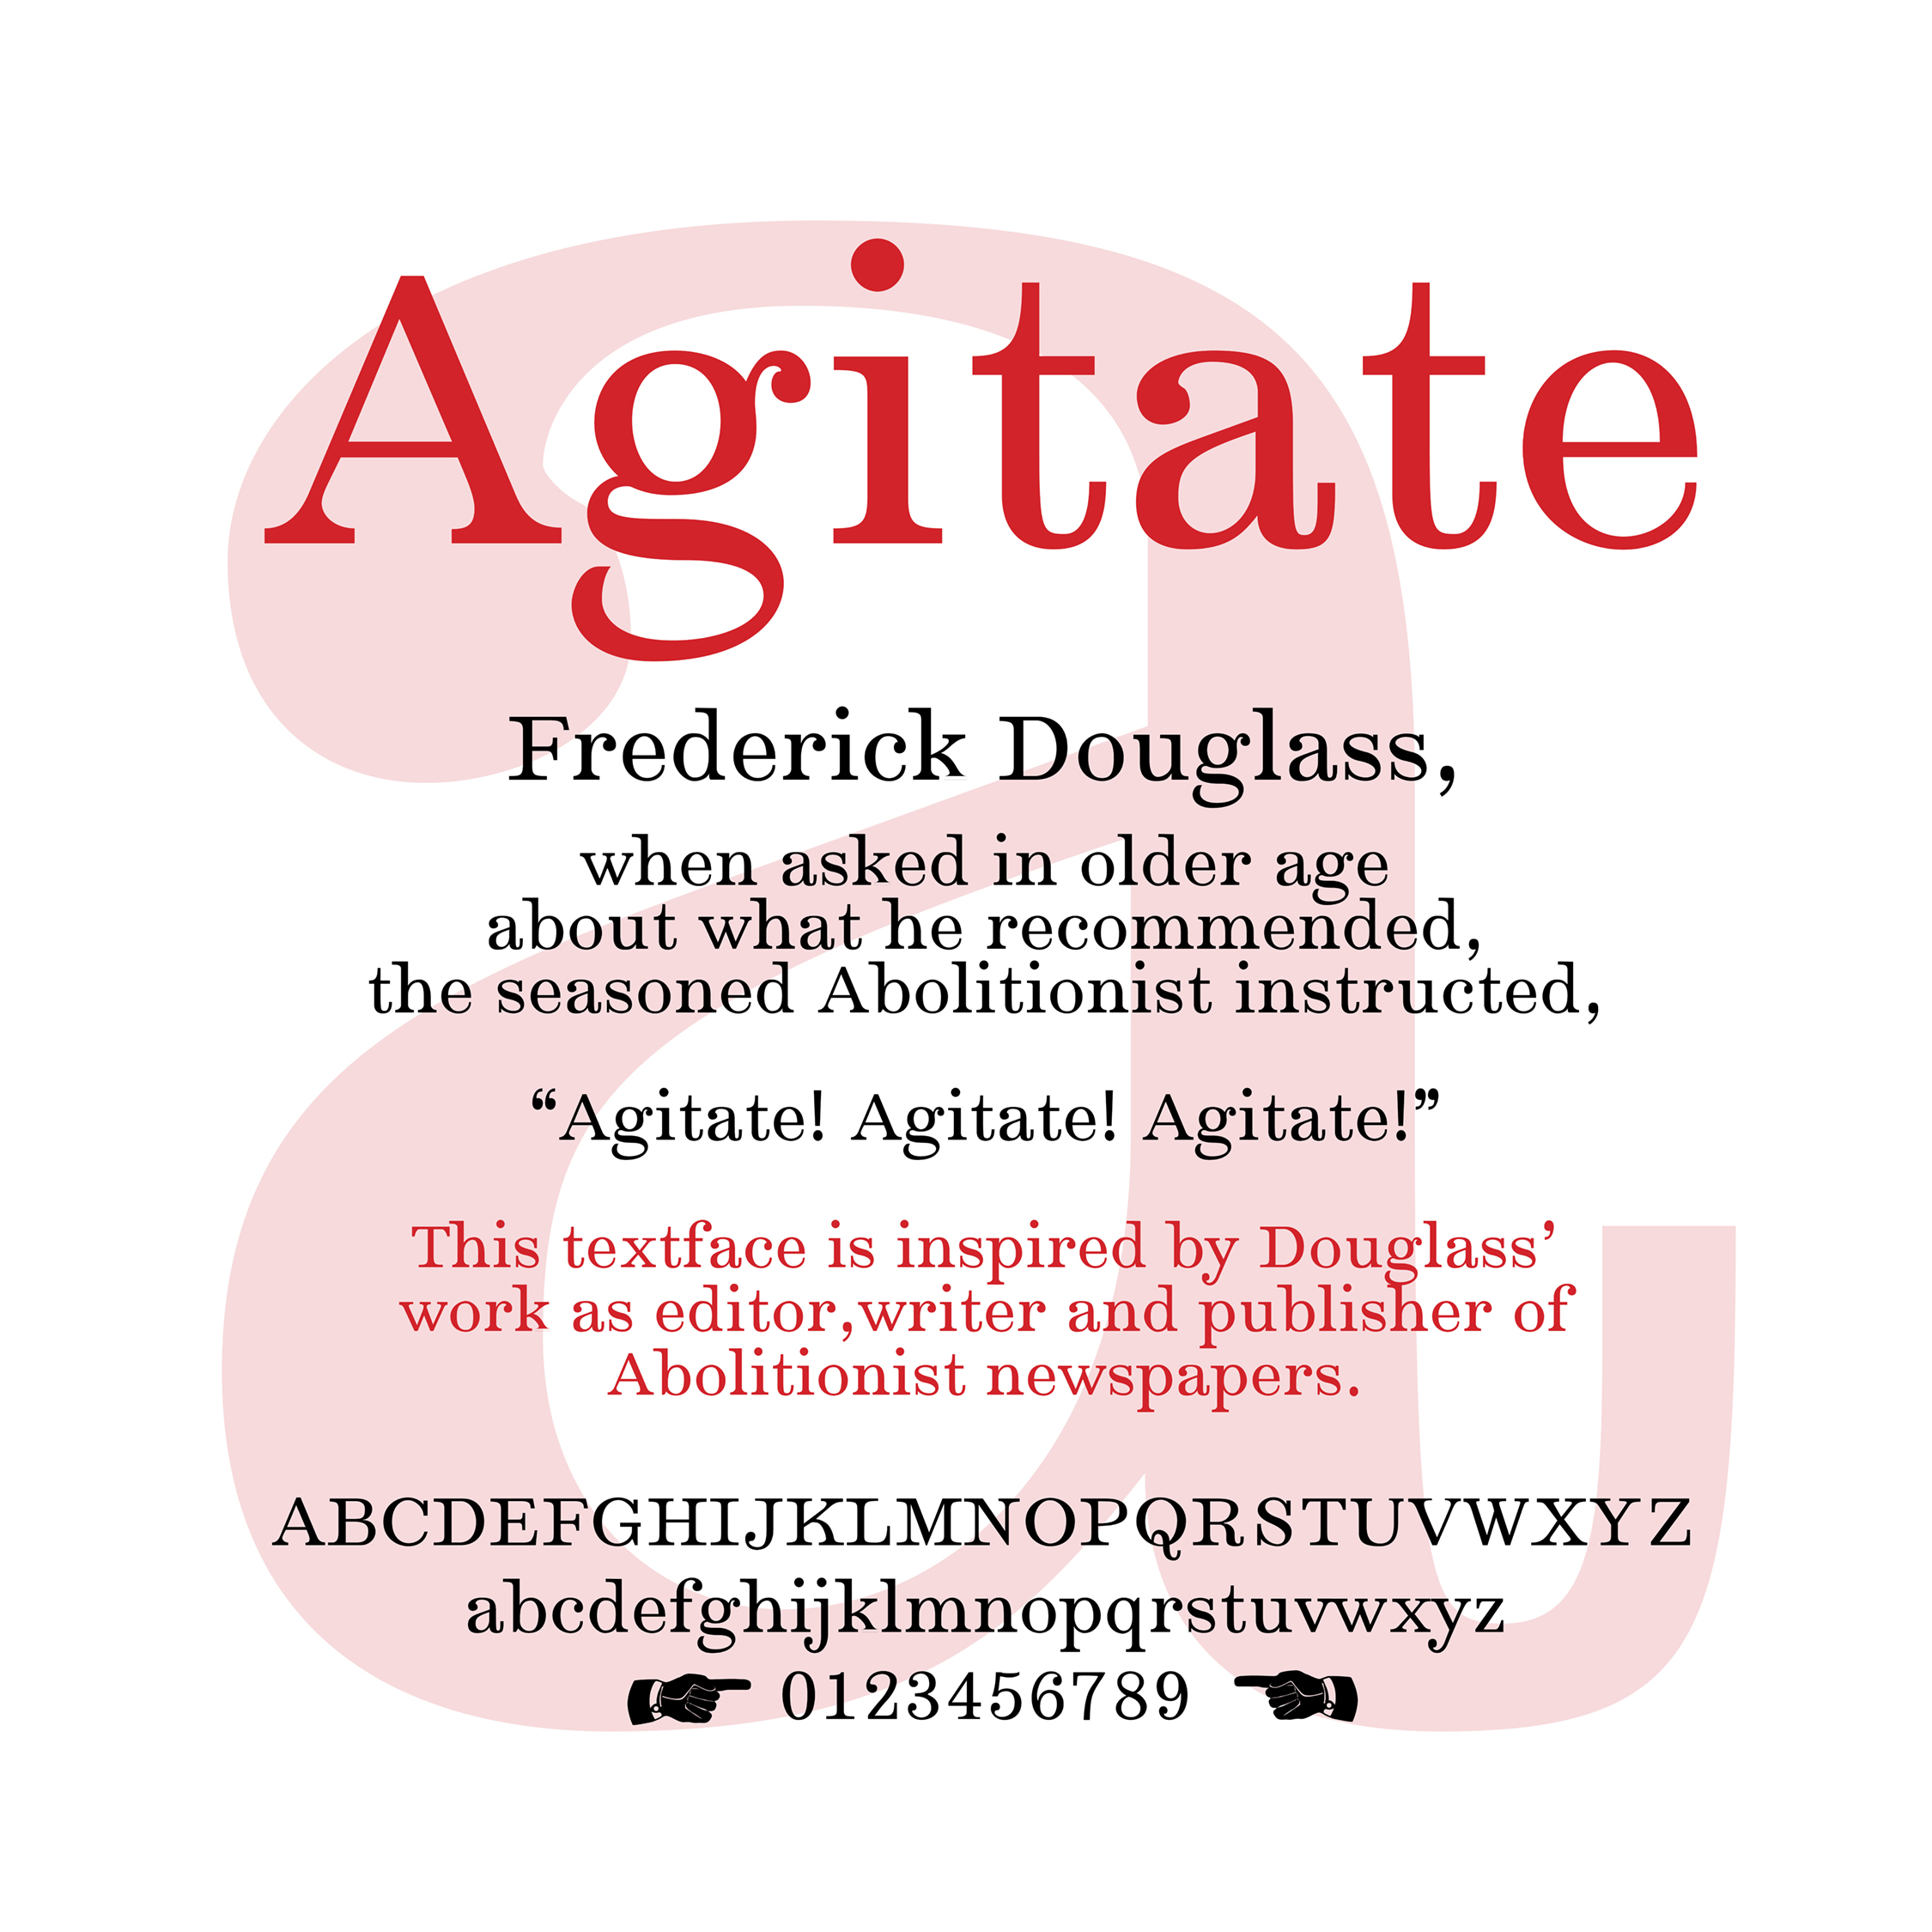 Agitate
Frederick Douglass,
when asked in older age
about what he recommended,
the seasoned Abolitionist instructed,
“Agitate! Agitate! Agitate!”
This textface is inspired by Douglass’
work as editor,writer and publisher of
Abolitionist newspapers.
ABCDEFGHIJKLMNOPQRSTUVWXYZ
abcdefghijklmnopqrstuvwxyz
0123456789